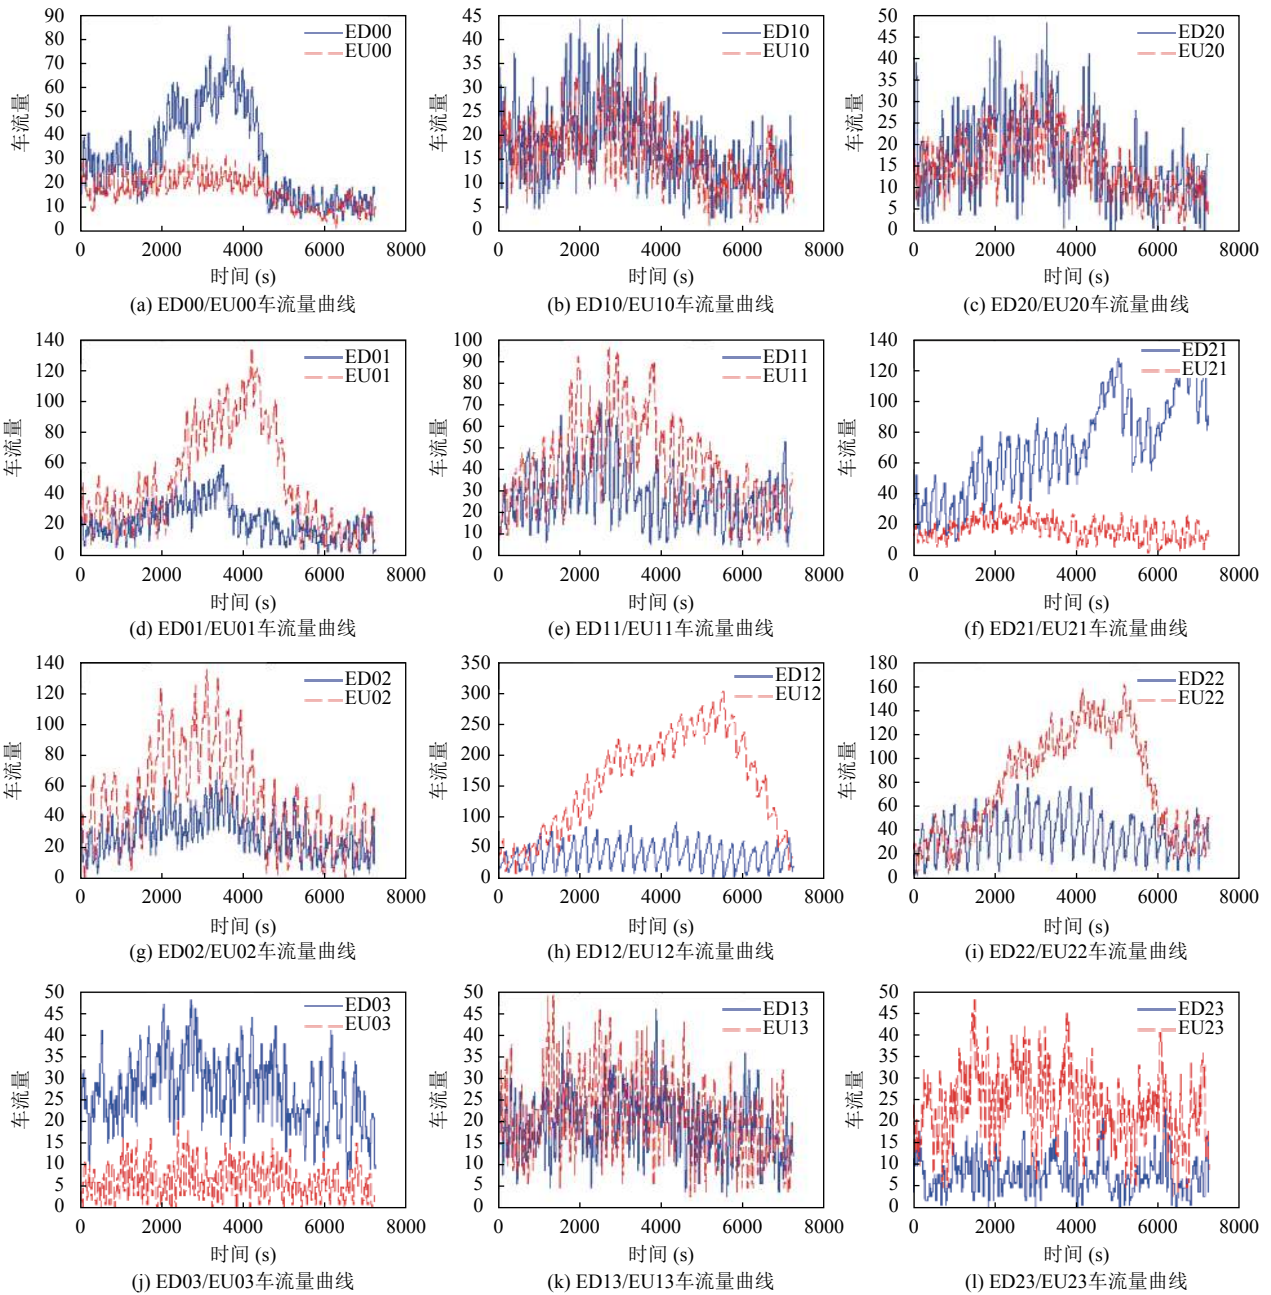 ED00
EU00
90
80
70
60
50
40
30
20
10
0
车流量
0 2000 4000 6000 8000
时间 (s)
(a) ED00/EU00车流量曲线
ED10
EU10
45
40
35
30
25
20
15
10
5
0
车流量
0 2000 4000 6000 8000
时间 (s)
(b) ED10/EU10车流量曲线
ED20
EU20
50
45
40
35
30
25
20
15
10
5
0
车流量
0 2000 4000 6000 8000
时间 (s)
(c) ED20/EU20车流量曲线
ED01
EU01
140
120
100
80
60
40
20
0
车流量
0 2000 4000 6000 8000
时间 (s)
(d) ED01/EU01车流量曲线
ED11
EU11
100
90
80
70
60
50
40
30
20
10
0
车流量
0 2000 4000 6000 8000
时间 (s)
(e) ED11/EU11车流量曲线
ED21
EU21
140
120
100
80
60
40
20
0
车流量
0 2000 4000 6000 8000
时间 (s)
(f) ED21/EU21车流量曲线
ED02
EU02
140
120
100
80
60
40
20
0
车流量
0 2000 4000 6000 8000
时间 (s)
(g) ED02/EU02车流量曲线
ED12
EU12
350
300
250
200
150
100
50
0
车流量
0 2000 4000 6000 8000
时间 (s)
(h) ED12/EU12车流量曲线
ED22
EU22
180
160
140
120
100
80
60
40
20
0
车流量
0 2000 4000 6000 8000
时间 (s)
(i) ED22/EU22车流量曲线
ED03
EU03
50
45
40
35
30
25
20
15
10
5
0
车流量
0 2000 4000 6000 8000
时间 (s)
(j) ED03/EU03车流量曲线
ED13
EU13
50
45
40
35
30
25
20
15
10
5
0
车流量
0 2000 4000 6000 8000
时间 (s)
(k) ED13/EU13车流量曲线
ED23
EU23
50
45
40
35
30
25
20
15
10
5
0
车流量
0 2000 4000 6000 8000
时间 (s)
(l) ED23/EU23车流量曲线